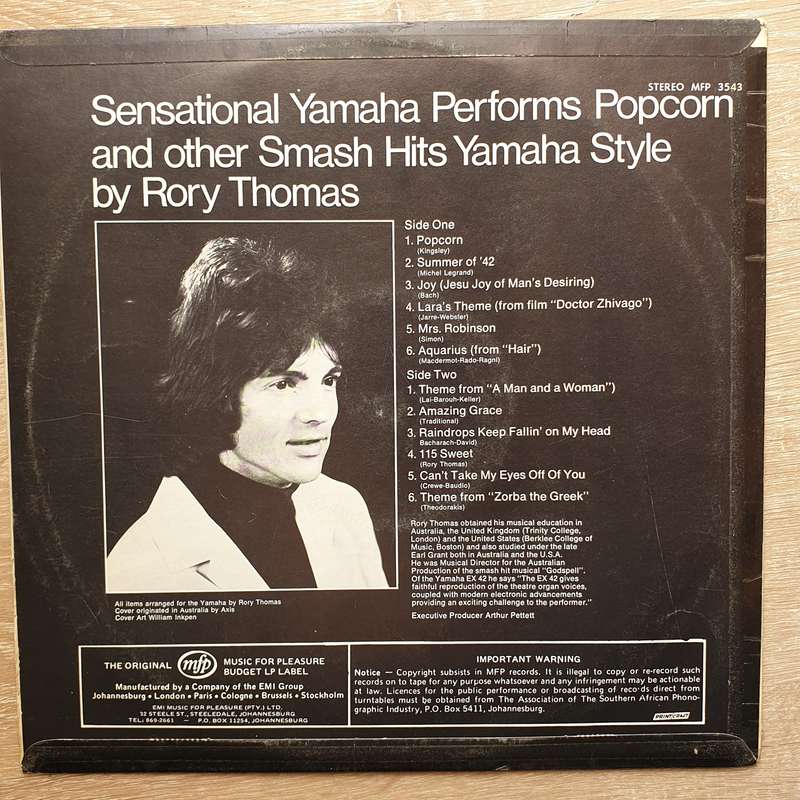 STEREO MFP 3543
Sensational Yamaha Performs Popcorn
and other Smash Hits Yamaha Style
by Rory Thomas
Side One
1. Popcorn
(Kingsley)
2. Summer of '42
(Michel Legrand)
3. Joy (Jesu Joy of Man's Desiring)
(Bach)
4. Lara's Theme (from film "Doctor Zhivago")
(Jarre-Webster)
5. Mrs. Robinson
(Simon)
6. Aquarius (from "Hair")
(Macdermot-Rado-Ragni)
Side Two
1. Theme from "A Man and a Woman")
(Lai-Barouh-Keller)
2. Amazing Grace
(Traditional)
3. Raindrops Keep Fallin' on My Head
Bacharach-David)
4. 115 Sweet
(Rory Thomas)
5. Can't Take My Eyes Off Of You
(Crewe-Baudio)
6. Theme from "Zorba the Greek"
(Theodorakis)
Rory Thomas obtained his musical education in
Australia, the United Kingdom (Trinity College,
London) and the United States (Berklee College of
Music, Boston) and also studied under the late
Earl Grant both in Australia and the U.S.A.
He was Musical Director for the Australian
Production of the smash hit musical "Godspell".
Of the Yamaha EX 42 he says "The EX 42 gives
faithful reproduction of the theatre organ voices,
coupled with modern electronic advancements
providing an exciting challenge to the performer."
Executive Producer Arthur Pettett
All items arranged for the Yamaha by Rory Thomas
Cover originated in Australia by Axis
Cover Art William Inkpen
THE ORIGINAL mfp MUSIC FOR PLEASURE
BUDGET LP LABEL
Manufactured by a Company of the EMI Group
Johannesburg • London • Paris • Cologne • Brussels • Stockholm
EMI MUSIC FOR PLEASURE (PTY.) LTD.
32 STEELE ST., STEELEDALE, JOHANNESBURG
TEL: 869-2661 — P.O. BOX 11254, JOHANNESBURG
IMPORTANT WARNING
Notice — Copyright subsists in MFP records. It is illegal to copy or re-record such
records on to tape for any purpose whatsoever and any infringement may be actionable
at law. Licences for the public performance or broadcasting of records direct from
turntables must be obtained from The Association of The Southern African Phono-
graphic Industry, P.O. Box 5411, Johannesburg.
PRINTCRAFT